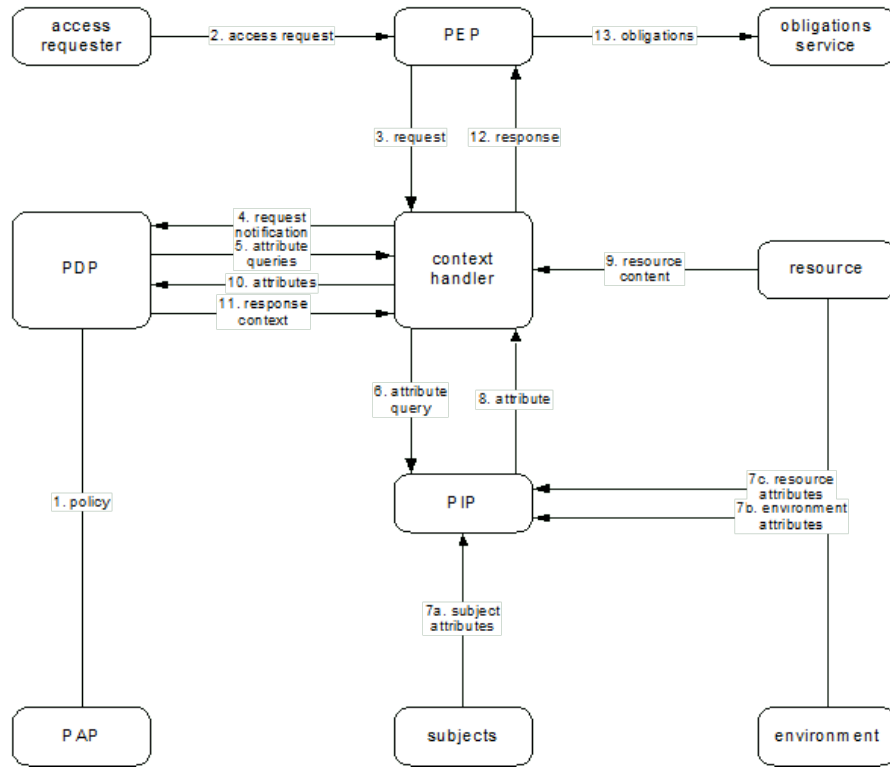 access
requester
2. access request
PEP
13. obligations
obligations
service
3. request
12. response
PDP
4. request
notification
5. attribute
queries
10. attributes
11. response
context
context
handler
9. resource
content
resource
6. attribute
query
8. attribute
1. policy
PIP
7c. resource
attributes
7b. environment
attributes
7a. subject
attributes
PAP
subjects
environment